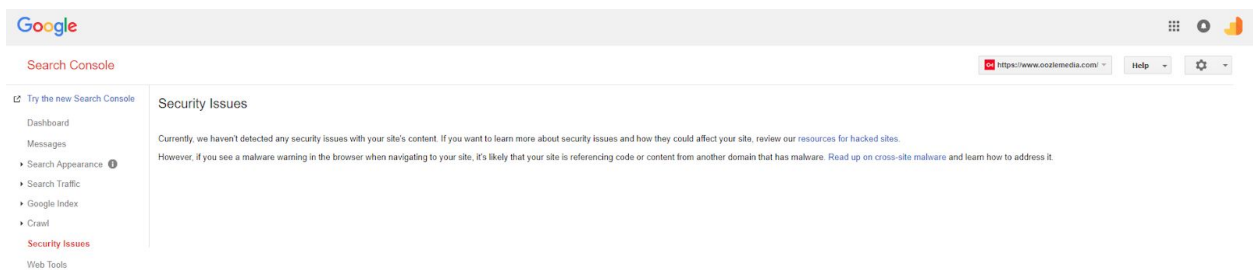 Google
Search Console
https://www.oozlemedia.com/
Help
Try the new Search Console
Security Issues
Dashboard
Currently, we haven't detected any security issues with your site's content. If you want to learn more about security issues and how they could affect your site, review our resources for hacked sites.
Messages
However, if you see a malware warning in the browser when navigating to your site, it's likely that your site is referencing code or content from another domain that has malware. Read up on cross-site malware and learn how to address it.
Search Appearance
Search Traffic
Google Index
Crawl
Security Issues
Web Tools